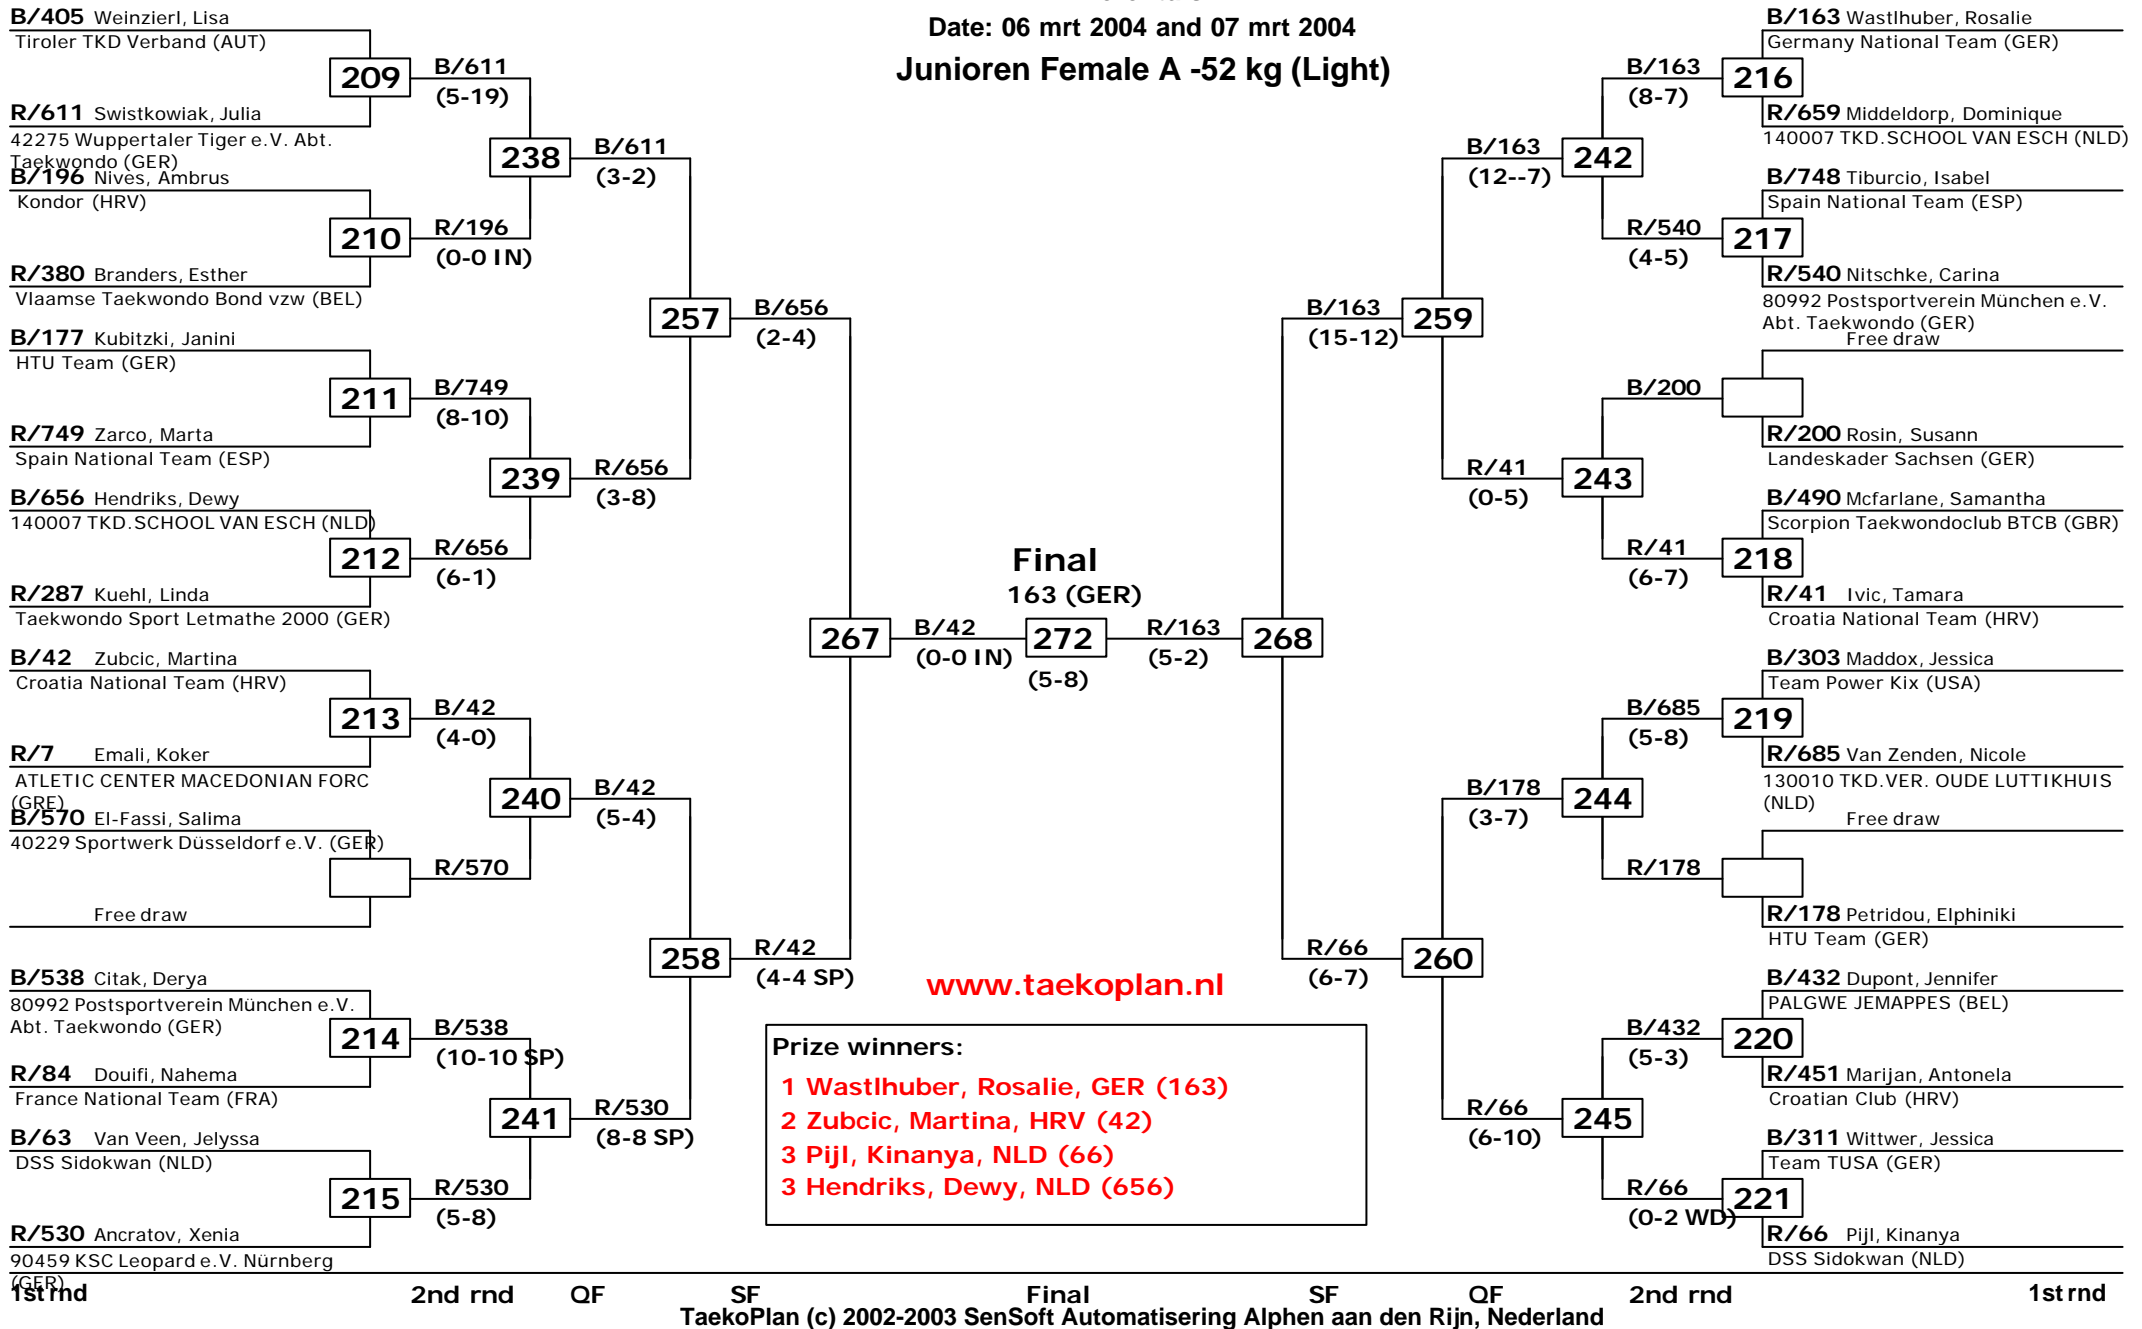 Date: 06 mrt 2004 and 07 mrt 2004
Junioren Female A -52 kg (Light)
B/405 Weinzierl, Lisa
Tiroler TKD Verband (AUT)
209
B/611
(5-19)
R/611 Swistkowiak, Julia
42275 Wuppertaler Tiger e.V. Abt.
Taekwondo (GER)
238
B/611
(3-2)
B/196 Nives, Ambrus
Kondor (HRV)
210
R/196
(0-0 IN)
R/380 Branders, Esther
Vlaamse Taekwondo Bond vzw (BEL)
257
B/656
(2-4)
B/177 Kubitzki, Janini
HTU Team (GER)
211
B/749
(8-10)
R/749 Zarco, Marta
Spain National Team (ESP)
239
R/656
(3-8)
B/656 Hendriks, Dewy
140007 TKD.SCHOOL VAN ESCH (NLD)
212
R/656
(6-1)
R/287 Kuehl, Linda
Taekwondo Sport Letmathe 2000 (GER)
267
B/42
(0-0 IN)
B/42 Zubcic, Martina
Croatia National Team (HRV)
213
B/42
(4-0)
R/7 Emali, Koker
ATLETIC CENTER MACEDONIAN FORC
(GRE)
240
B/42
(5-4)
B/570 El-Fassi, Salima
40229 Sportwerk Düsseldorf e.V. (GER)
R/570
Free draw
258
R/42
(4-4 SP)
B/538 Citak, Derya
80992 Postsportverein München e.V.
Abt. Taekwondo (GER)
214
B/538
(10-10 SP)
R/84 Douifi, Nahema
France National Team (FRA)
241
R/530
(8-8 SP)
B/63 Van Veen, Jelyssa
DSS Sidokwan (NLD)
215
R/530
(5-8)
R/530 Ancratov, Xenia
90459 KSC Leopard e.V. Nürnberg
(GER)
Final
163 (GER)
272
(5-8)
www.taekoplan.nl
Prize winners:
1 Wastlhuber, Rosalie, GER (163)
2 Zubcic, Martina, HRV (42)
3 Pijl, Kinanya, NLD (66)
3 Hendriks, Dewy, NLD (656)
B/163 Wastlhuber, Rosalie
Germany National Team (GER)
B/163
(8-7)
216
R/659 Middeldorp, Dominique
140007 TKD.SCHOOL VAN ESCH (NLD)
B/163
(12--7)
242
B/748 Tiburcio, Isabel
Spain National Team (ESP)
R/540
(4-5)
217
R/540 Nitschke, Carina
80992 Postsportverein München e.V.
Abt. Taekwondo (GER)
B/163
(15-12)
259
Free draw
B/200
R/200 Rosin, Susann
Landeskader Sachsen (GER)
R/41
(0-5)
243
B/490 Mcfarlane, Samantha
Scorpion Taekwondoclub BTCB (GBR)
R/41
(6-7)
218
R/41 Ivic, Tamara
Croatia National Team (HRV)
R/163
(5-2)
268
B/303 Maddox, Jessica
Team Power Kix (USA)
B/685
(5-8)
219
R/685 Van Zenden, Nicole
130010 TKD.VER. OUDE LUTTIKHUIS
(NLD)
B/178
(3-7)
244
Free draw
R/178
R/178 Petridou, Elphiniki
HTU Team (GER)
R/66
(6-7)
260
B/432 Dupont, Jennifer
PALGWE JEMAPPES (BEL)
B/432
(5-3)
220
R/451 Marijan, Antonela
Croatian Club (HRV)
R/66
(6-10)
245
B/311 Wittwer, Jessica
Team TUSA (GER)
R/66
(0-2 WD)
221
R/66 Pijl, Kinanya
DSS Sidokwan (NLD)
1st rnd 2nd rnd QF SF Final SF QF 2nd rnd 1st rnd
TaekoPlan (c) 2002-2003 SenSoft Automatisering Alphen aan den Rijn, Nederland